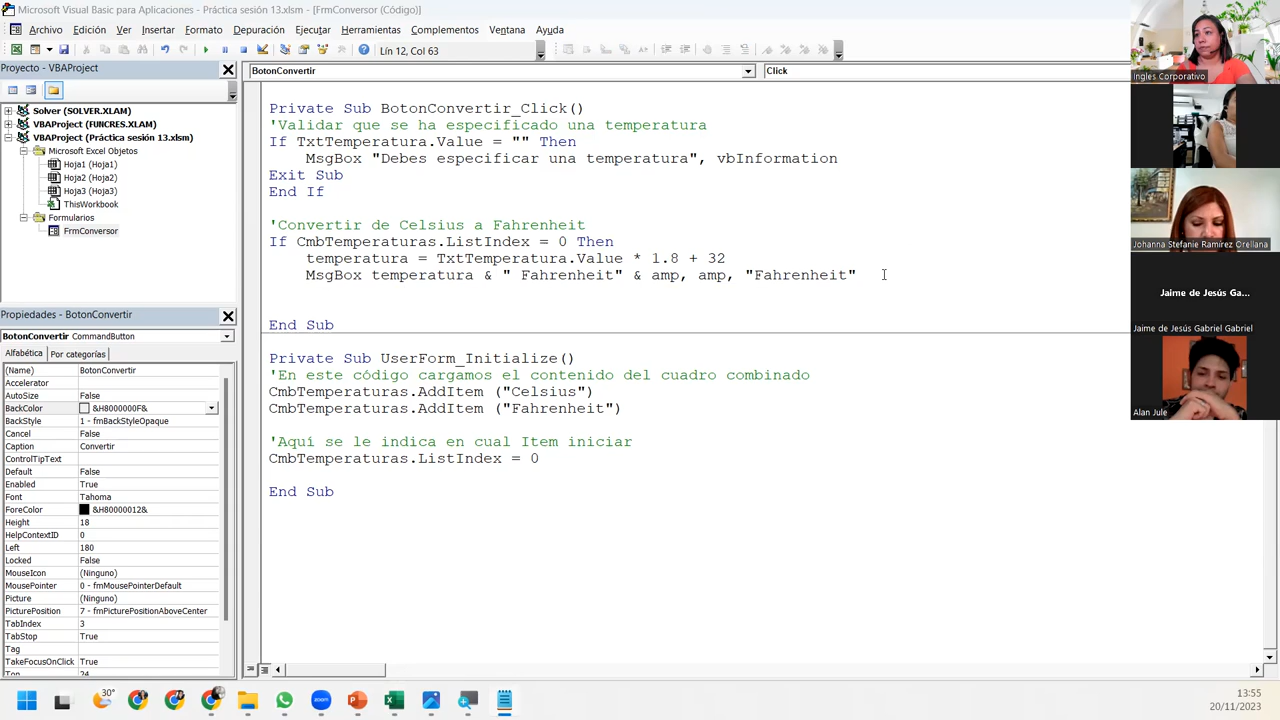 Microsoft Visual Basic para Aplicaciones - Práctica sesión 13.xlsm - [FrmConversor (Código)]
Archivo Edición Ver Insertar Formato Depuración Ejecutar Herramientas Complementos Ventana Ayuda
Lín 12, Col 63
Proyecto - VBAProject
Solver (SOLVER.XLAM)
VBAProject (FUNCRES.XLAM)
VBAProject (Práctica sesión 13.xlsm)
Microsoft Excel Objetos
Hoja1 (Hoja1)
Hoja2 (Hoja2)
Hoja3 (Hoja3)
ThisWorkbook
Formularios
FrmConversor
Propiedades - BotonConvertir
BotonConvertir CommandButton
Alfabética Por categorías
(Name) BotonConvertir
Accelerator
AutoSize False
BackColor &H8000000F&
BackStyle 1 - fmBackStyleOpaque
Cancel False
Caption Convertir
ControlTipText
Default False
Enabled True
Font Tahoma
ForeColor &H80000012&
Height 18
HelpContextID 0
Left 180
Locked False
MouseIcon (Ninguno)
MousePointer 0 - fmMousePointerDefault
Picture (Ninguno)
PicturePosition 7 - fmPicturePositionAboveCenter
TabIndex 3
TabStop True
Tag
TakeFocusOnClick True
BotonConvertir Click
Private Sub BotonConvertir_Click()
'Validar que se ha especificado una temperatura
If TxtTemperatura.Value = "" Then
MsgBox "Debes especificar una temperatura", vbInformation
Exit Sub
End If
'Convertir de Celsius a Fahrenheit
If CmbTemperaturas.ListIndex = 0 Then
temperatura = TxtTemperatura.Value * 1.8 + 32
MsgBox temperatura & " Fahrenheit" & amp, amp, "Fahrenheit"
End Sub
Private Sub UserForm_Initialize()
'En este código cargamos el contenido del cuadro combinado
CmbTemperaturas.AddItem ("Celsius")
CmbTemperaturas.AddItem ("Fahrenheit")
'Aquí se le indica en cual Item iniciar
CmbTemperaturas.ListIndex = 0
End Sub
Ingles Corporativo
Johanna Stefanie Ramírez Orellana
Jaime de Jesús Ga...
Jaime de Jesús Gabriel Gabriel
Alan Jule
30°
13:55
20/11/2023